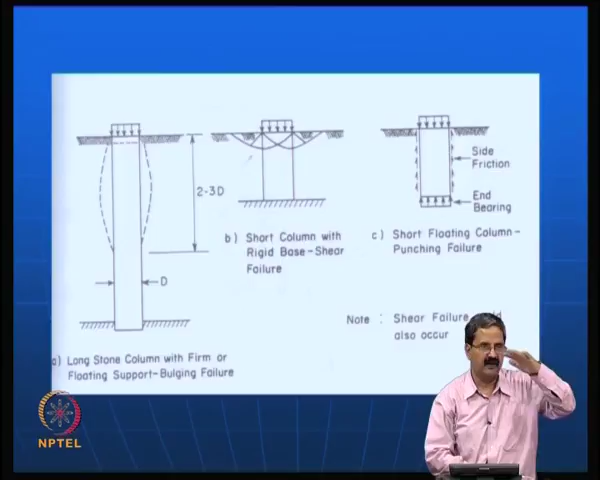 2-3D
D
Side
Friction
End
Bearing
b) Short Column with
Rigid Base-Shear
Failure
c) Short Floating Column-
Punching Failure
Note : Shear Failure
also occur
a) Long Stone Column with Firm or
Floating Support-Bulging Failure
NPTEL